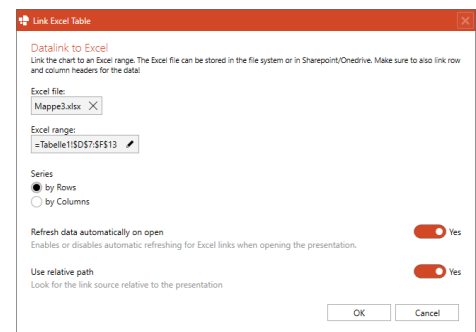 Link Excel Table
Datalink to Excel
Link the chart to an Excel range. The Excel file can be stored in the file system or in Sharepoint/Onedrive. Make sure to also link row
and column headers for the data!
Excel file:
Mappe3.xlsx
Excel range:
=Tabelle1!$D$7:$F$13
Series
by Rows
by Columns
Refresh data automatically on open
Yes
Enables or disables automatic refreshing for Excel links when opening the presentation.
Use relative path
Yes
Look for the link source relative to the presentation
OK
Cancel